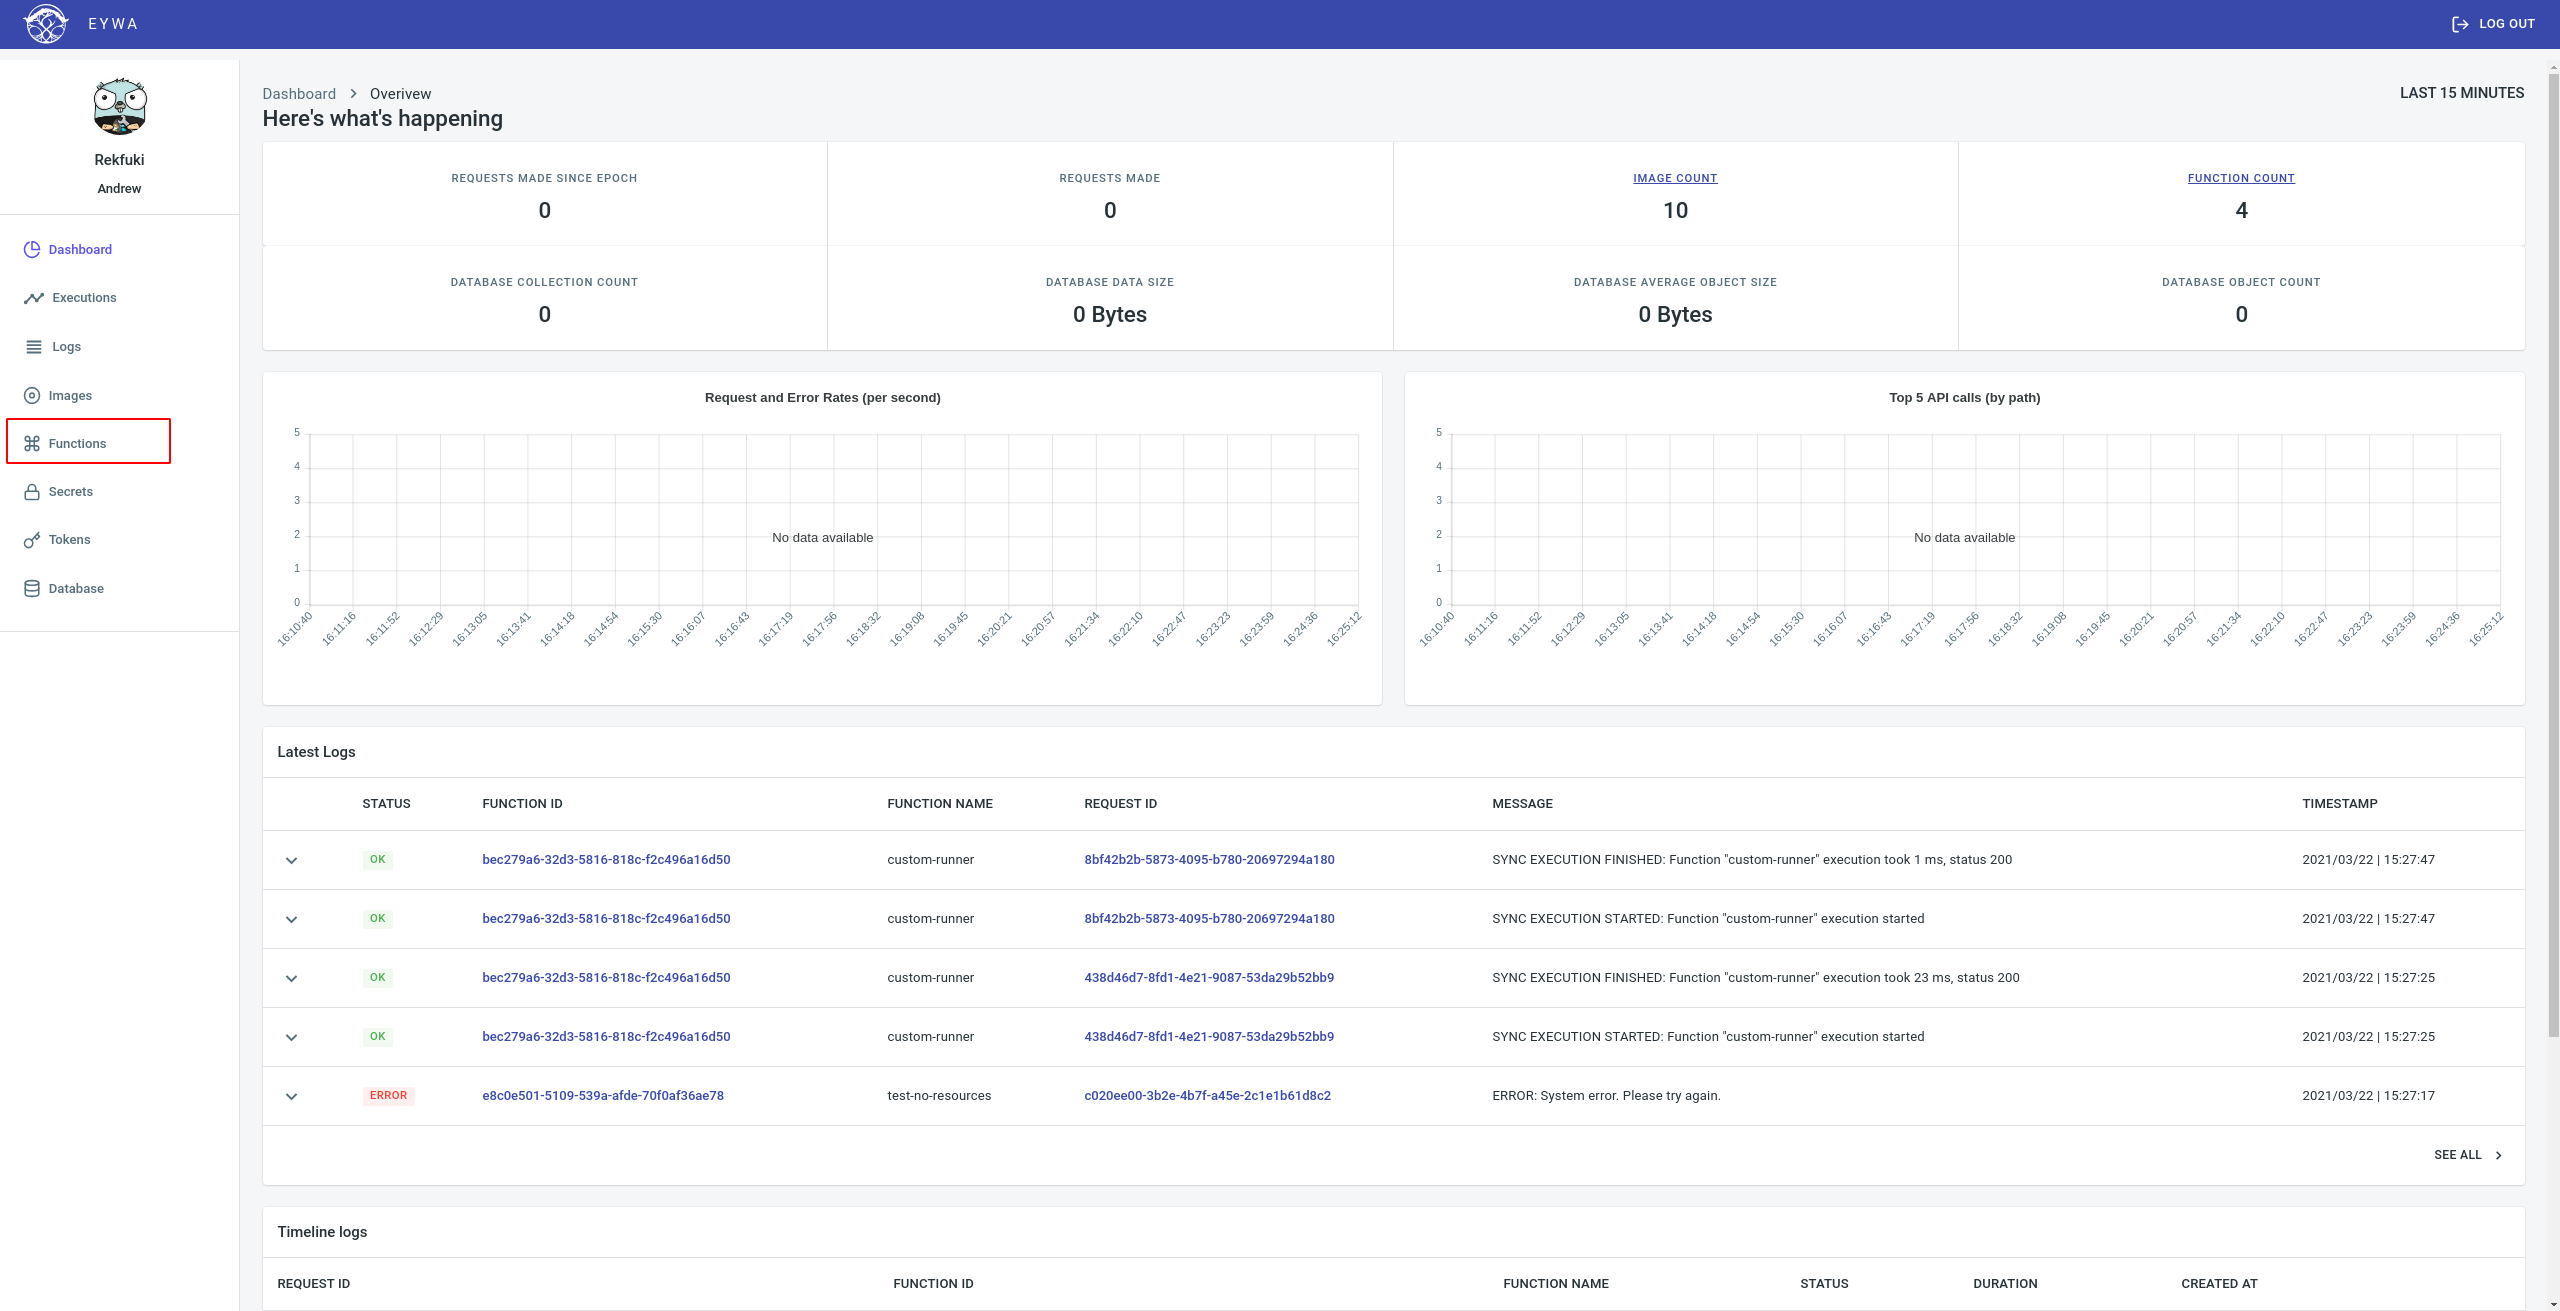 EYWA
LOG OUT
Rekfuki
Andrew
Dashboard
Executions
Logs
Images
Functions
Secrets
Tokens
Database
Dashboard > Overivew
LAST 15 MINUTES
Here's what's happening
REQUESTS MADE SINCE EPOCH
0
REQUESTS MADE
0
IMAGE COUNT
10
FUNCTION COUNT
4
DATABASE COLLECTION COUNT
0
DATABASE DATA SIZE
0 Bytes
DATABASE AVERAGE OBJECT SIZE
0 Bytes
DATABASE OBJECT COUNT
0
Request and Error Rates (per second)
5
4
3
2
1
0
No data available
16:10:40 16:11:16 16:11:52 16:12:29 16:13:05 16:13:41 16:14:18 16:14:54 16:15:30 16:16:07 16:16:43 16:17:19 16:17:56 16:18:32 16:19:08 16:19:45 16:20:21 16:20:57 16:21:34 16:22:10 16:22:47 16:23:23 16:23:59 16:24:36 16:25:12
Top 5 API calls (by path)
5
4
3
2
1
0
No data available
16:10:40 16:11:16 16:11:52 16:12:29 16:13:05 16:13:41 16:14:18 16:14:54 16:15:30 16:16:07 16:16:43 16:17:19 16:17:56 16:18:32 16:19:08 16:19:45 16:20:21 16:20:57 16:21:34 16:22:10 16:22:47 16:23:23 16:23:59 16:24:36 16:25:12
Latest Logs
STATUS FUNCTION ID FUNCTION NAME REQUEST ID MESSAGE TIMESTAMP
OK bec279a6-32d3-5816-818c-f2c496a16d50 custom-runner 8bf42b2b-5873-4095-b780-20697294a180 SYNC EXECUTION FINISHED: Function "custom-runner" execution took 1 ms, status 200 2021/03/22 | 15:27:47
OK bec279a6-32d3-5816-818c-f2c496a16d50 custom-runner 8bf42b2b-5873-4095-b780-20697294a180 SYNC EXECUTION STARTED: Function "custom-runner" execution started 2021/03/22 | 15:27:47
OK bec279a6-32d3-5816-818c-f2c496a16d50 custom-runner 438d46d7-8fd1-4e21-9087-53da29b52bb9 SYNC EXECUTION FINISHED: Function "custom-runner" execution took 23 ms, status 200 2021/03/22 | 15:27:25
OK bec279a6-32d3-5816-818c-f2c496a16d50 custom-runner 438d46d7-8fd1-4e21-9087-53da29b52bb9 SYNC EXECUTION STARTED: Function "custom-runner" execution started 2021/03/22 | 15:27:25
ERROR e8c0e501-5109-539a-afde-70f0af36ae78 test-no-resources c020ee00-3b2e-4b7f-a45e-2c1e1b61d8c2 ERROR: System error. Please try again. 2021/03/22 | 15:27:17
SEE ALL
Timeline logs
REQUEST ID FUNCTION ID FUNCTION NAME STATUS DURATION CREATED AT